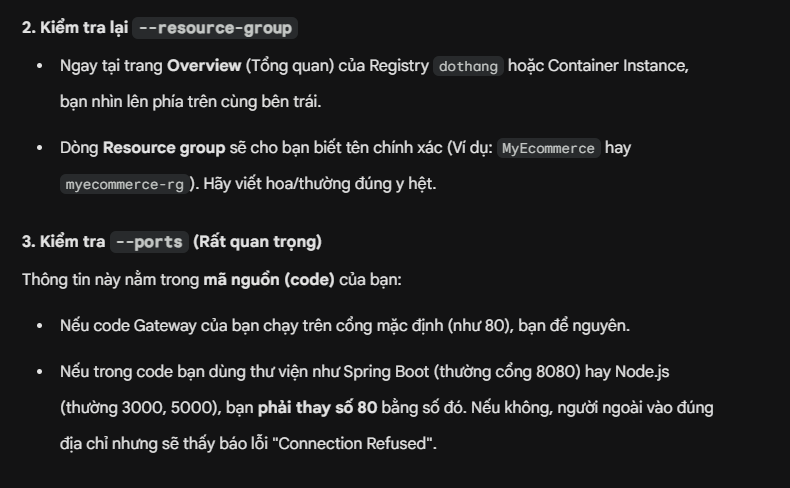 2. Kiểm tra lại --resource-group
• Ngay tại trang Overview (Tổng quan) của Registry dothang hoặc Container Instance,
bạn nhìn lên phía trên cùng bên trái.
• Dòng Resource group sẽ cho bạn biết tên chính xác (Ví dụ: MyEcommerce hay
myecommerce-rg). Hãy viết hoa/thường đúng y hệt.
3. Kiểm tra --ports (Rất quan trọng)
Thông tin này nằm trong mã nguồn (code) của bạn:
• Nếu code Gateway của bạn chạy trên cổng mặc định (như 80), bạn để nguyên.
• Nếu trong code bạn dùng thư viện như Spring Boot (thường cổng 8080) hay Node.js
(thường 3000, 5000), bạn phải thay số 80 bằng số đó. Nếu không, người ngoài vào đúng
địa chỉ nhưng sẽ thấy báo lỗi "Connection Refused".